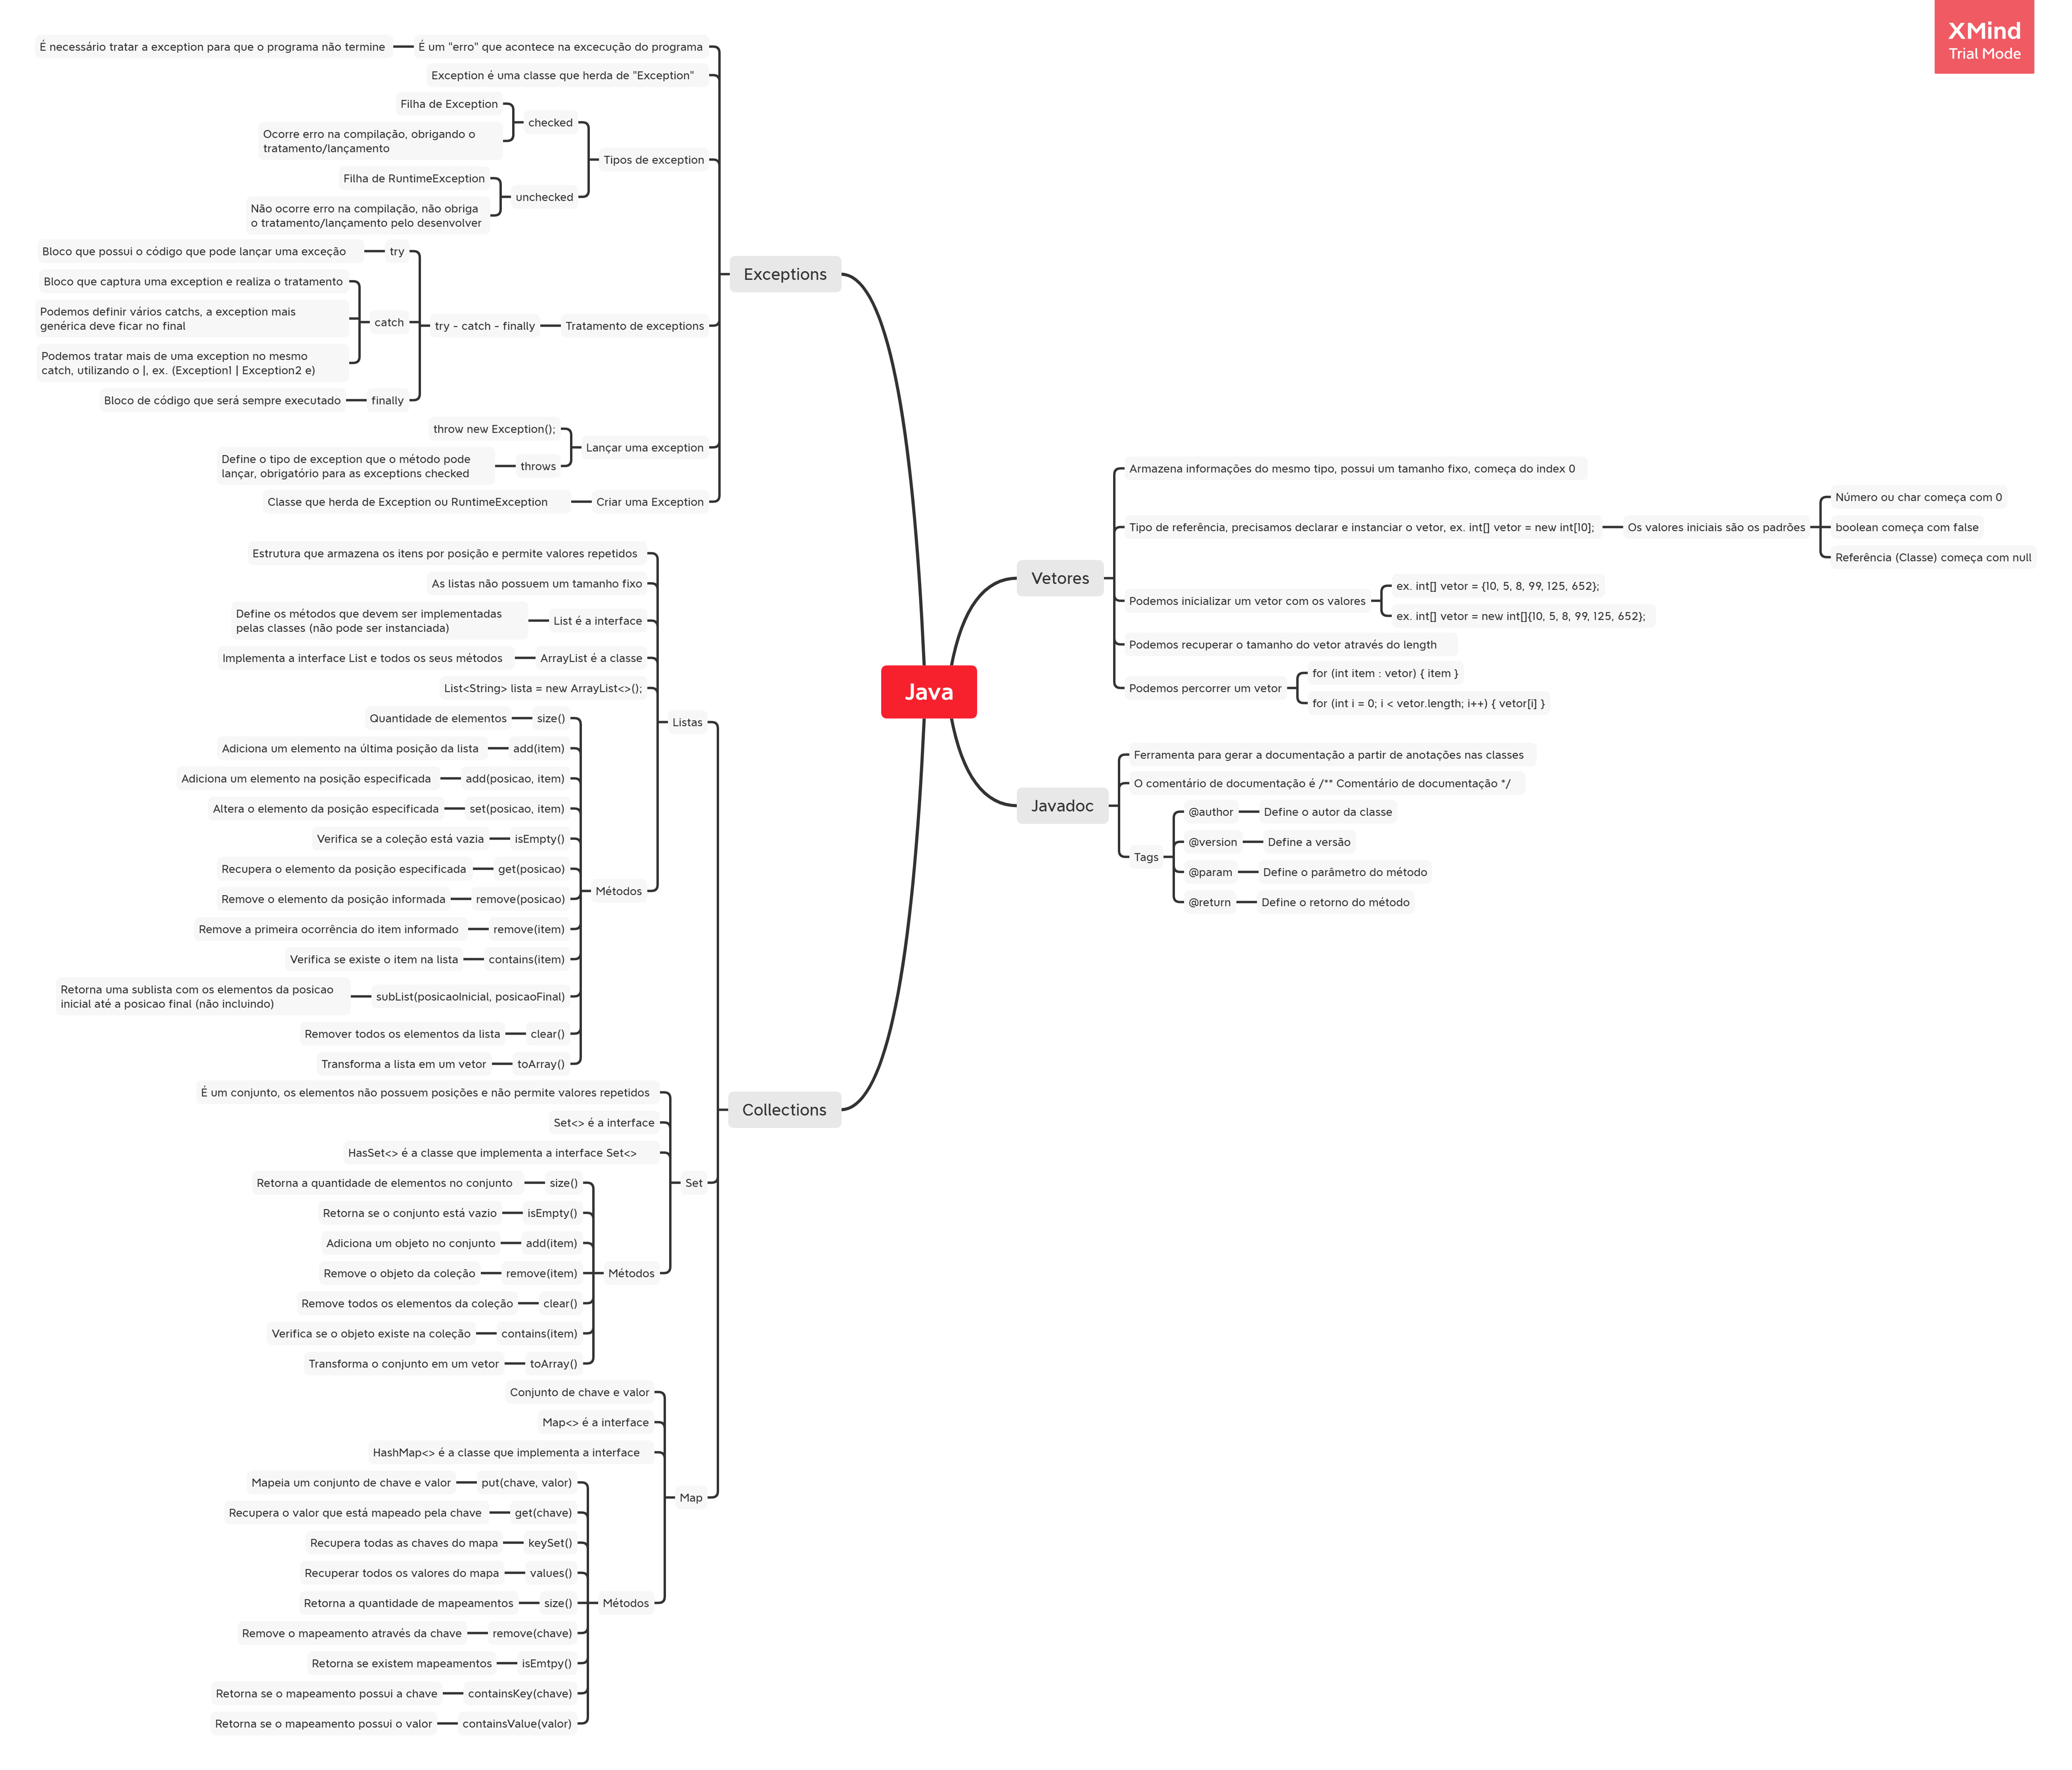 XMind
Trial Mode
Java
Exceptions
É um "erro" que acontece na excecução do programa
É necessário tratar a exception para que o programa não termine
Exception é uma classe que herda de "Exception"
Tipos de exception
checked
Filha de Exception
Ocorre erro na compilação, obrigando o
tratamento/lançamento
unchecked
Filha de RuntimeException
Não ocorre erro na compilação, não obriga
o tratamento/lançamento pelo desenvolver
Tratamento de exceptions
try - catch - finally
try
Bloco que possui o código que pode lançar uma exceção
catch
Bloco que captura uma exception e realiza o tratamento
Podemos definir vários catchs, a exception mais
genérica deve ficar no final
Podemos tratar mais de uma exception no mesmo
catch, utilizando o |, ex. (Exception1 | Exception2 e)
finally
Bloco de código que será sempre executado
Lançar uma exception
throw new Exception();
throws
Define o tipo de exception que o método pode
lançar, obrigatório para as exceptions checked
Criar uma Exception
Classe que herda de Exception ou RuntimeException
Vetores
Armazena informações do mesmo tipo, possui um tamanho fixo, começa do index 0
Tipo de referência, precisamos declarar e instanciar o vetor, ex. int[] vetor = new int[10];
Os valores iniciais são os padrões
Número ou char começa com 0
boolean começa com false
Referência (Classe) começa com null
Podemos inicializar um vetor com os valores
ex. int[] vetor = {10, 5, 8, 99, 125, 652};
ex. int[] vetor = new int[]{10, 5, 8, 99, 125, 652};
Podemos recuperar o tamanho do vetor através do length
Podemos percorrer um vetor
for (int item : vetor) { item }
for (int i = 0; i < vetor.length; i++) { vetor[i] }
Javadoc
Ferramenta para gerar a documentação a partir de anotações nas classes
O comentário de documentação é /** Comentário de documentação */
Tags
@author
Define o autor da classe
@version
Define a versão
@param
Define o parâmetro do método
@return
Define o retorno do método
Collections
Listas
Estrutura que armazena os itens por posição e permite valores repetidos
As listas não possuem um tamanho fixo
List é a interface
Define os métodos que devem ser implementadas
pelas classes (não pode ser instanciada)
ArrayList é a classe
Implementa a interface List e todos os seus métodos
List<String> lista = new ArrayList<>();
Métodos
size()
Quantidade de elementos
add(item)
Adiciona um elemento na última posição da lista
add(posicao, item)
Adiciona um elemento na posição especificada
set(posicao, item)
Altera o elemento da posição especificada
isEmpty()
Verifica se a coleção está vazia
get(posicao)
Recupera o elemento da posição especificada
remove(posicao)
Remove o elemento da posição informada
remove(item)
Remove a primeira ocorrência do item informado
contains(item)
Verifica se existe o item na lista
subList(posicaoInicial, posicaoFinal)
Retorna uma sublista com os elementos da posicao
inicial até a posicao final (não incluindo)
clear()
Remover todos os elementos da lista
toArray()
Transforma a lista em um vetor
Set
É um conjunto, os elementos não possuem posições e não permite valores repetidos
Set<> é a interface
HasSet<> é a classe que implementa a interface Set<>
Métodos
size()
Retorna a quantidade de elementos no conjunto
isEmpty()
Retorna se o conjunto está vazio
add(item)
Adiciona um objeto no conjunto
remove(item)
Remove o objeto da coleção
clear()
Remove todos os elementos da coleção
contains(item)
Verifica se o objeto existe na coleção
toArray()
Transforma o conjunto em um vetor
Map
Conjunto de chave e valor
Map<> é a interface
HashMap<> é a classe que implementa a interface
Métodos
put(chave, valor)
Mapeia um conjunto de chave e valor
get(chave)
Recupera o valor que está mapeado pela chave
keySet()
Recupera todas as chaves do mapa
values()
Recuperar todos os valores do mapa
size()
Retorna a quantidade de mapeamentos
remove(chave)
Remove o mapeamento através da chave
isEmtpy()
Retorna se existem mapeamentos
containsKey(chave)
Retorna se o mapeamento possui a chave
containsValue(valor)
Retorna se o mapeamento possui o valor